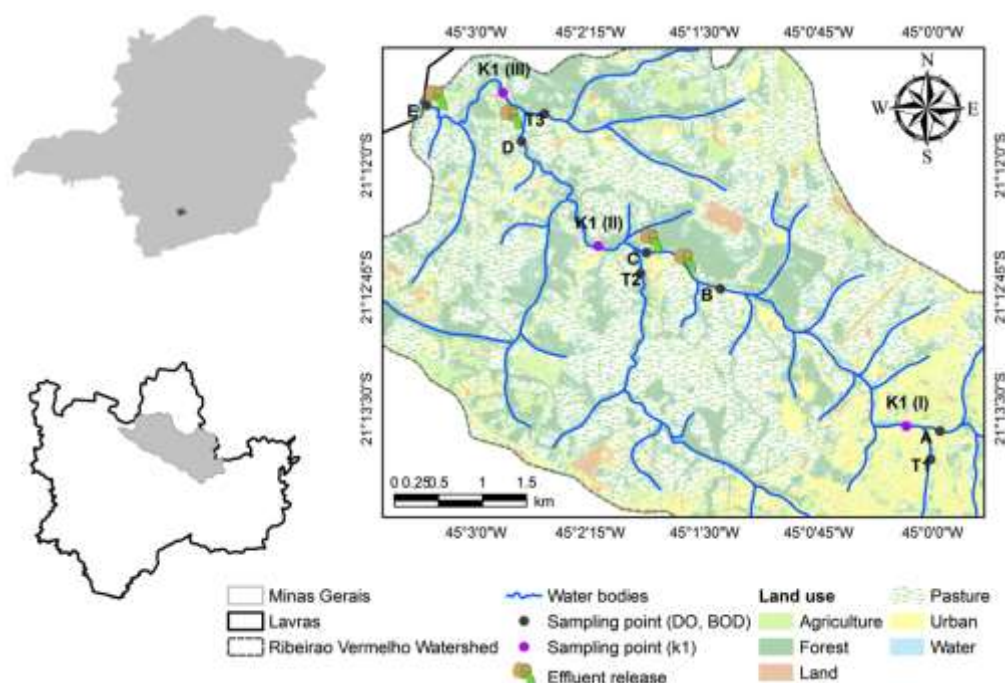 45°3'0"W 45°2'15"W 45°1'30"W 45°0'45"W 45°0'0"W
K1 (III)
E
T3
D
N
W E
S
21°12'0"S 21°12'0"S
K1 (II)
C
T2
B
21°12'45"S 21°12'45"S
21°13'30"S 21°13'30"S
K1 (I)
A
T1
0 0.25 0.5 1 1.5
km
45°3'0"W 45°2'15"W 45°1'30"W 45°0'45"W 45°0'0"W
Minas Gerais
Lavras
Ribeirao Vermelho Watershed
Water bodies
Sampling point (DO, BOD)
Sampling point (k1)
Effluent release
Land use
Agriculture
Forest
Land
Pasture
Urban
Water